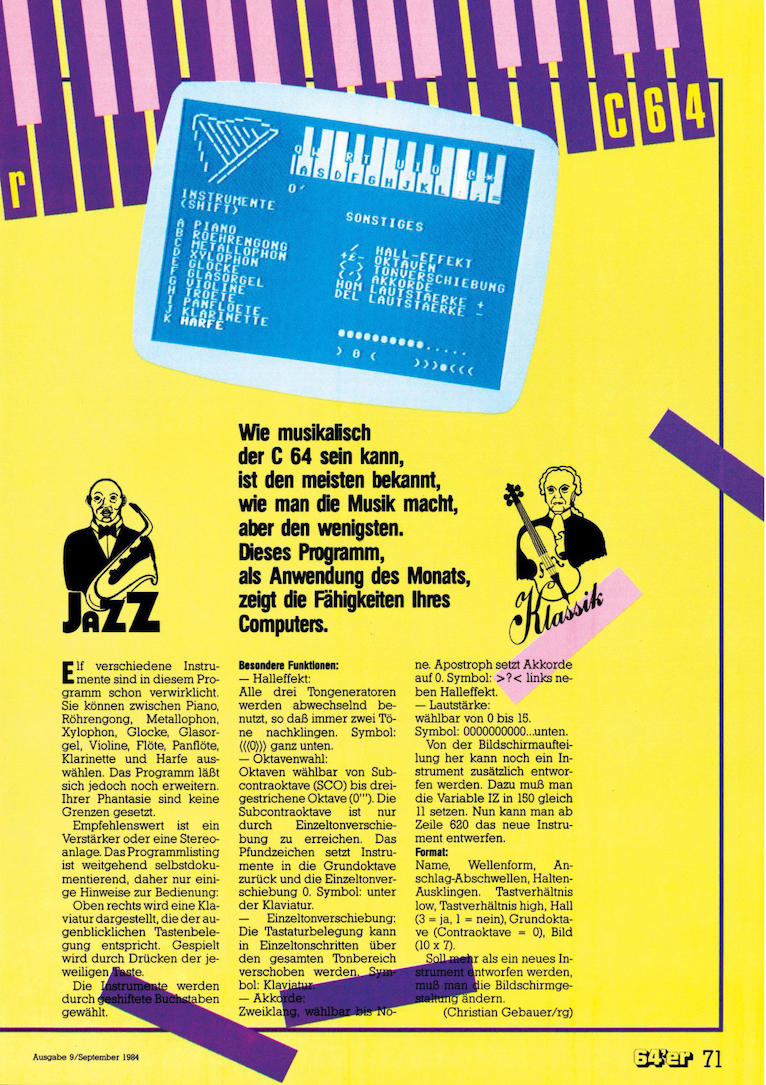 r
C 64
INSTRUMENTE
(SHIFT)
A PIANO
B ROEHRENGONG
C METALLOPHON
D XYLOPHON
E GLOCKE
F GLASORGEL
G VIOLINE
H TROETE
I PANFLOETE
J KLARINETTE
K HARFE
Q W E R T U I O @ *
A S D F G H J K L : ; =
0'
SONSTIGES
HALL-EFFEKT
+£- OKTAVEN
< > TONVERSCHIEBUNG
(,) AKKORDE
HOM LAUTSTAERKE +
DEL LAUTSTAERKE -
●●●●●●●●●●.....
> 0 < >>>●<<<
Wie musikalisch
der C 64 sein kann,
ist den meisten bekannt,
wie man die Musik macht,
aber den wenigsten.
Dieses Programm,
als Anwendung des Monats,
zeigt die Fähigkeiten Ihres
Computers.
JAZZ
Klassik
Elf verschiedene Instru-
mente sind in diesem Pro-
gramm schon verwirklicht.
Sie können zwischen Piano,
Röhrengong, Metallophon,
Xylophon, Glocke, Glasor-
gel, Violine, Flöte, Panflöte,
Klarinette und Harfe aus-
wählen. Das Programm läßt
sich jedoch noch erweitern.
Ihrer Phantasie sind keine
Grenzen gesetzt.
Empfehlenswert ist ein
Verstärker oder eine Stereo-
anlage. Das Programmlisting
ist weitgehend selbstdoku-
mentierend, daher nur eini-
ge Hinweise zur Bedienung:
Oben rechts wird eine Kla-
viatur dargestellt, die der au-
genblicklichen Tastenbele-
gung entspricht. Gespielt
wird durch Drücken der je-
weiligen Taste.
Die Instrumente werden
durch geshiftete Buchstaben
gewählt.
Besondere Funktionen:
— Halleffekt:
Alle drei Tongeneratoren
werden abwechselnd be-
nutzt, so daß immer zwei Tö-
ne nachklingen. Symbol:
(((0))) ganz unten.
— Oktavenwahl:
Oktaven wählbar von Sub-
contraoktave (SCO) bis drei-
gestrichene Oktave (0'''). Die
Subcontraoktave ist nur
durch Einzeltonverschie-
bung zu erreichen. Das
Pfundzeichen setzt Instru-
mente in die Grundoktave
zurück und die Einzeltonver-
schiebung 0. Symbol: unter
der Klaviatur.
— Einzeltonverschiebung:
Die Tastaturbelegung kann
in Einzeltonschritten über
den gesamten Tonbereich
verschoben werden. Sym-
bol: Klaviatur.
— Akkorde:
Zweiklang, wählbar bis No-
ne. Apostroph setzt Akkorde
auf 0. Symbol: >?< links ne-
ben Halleffekt.
— Lautstärke:
wählbar von 0 bis 15.
Symbol: 0000000000...unten.
Von der Bildschirmauftei-
lung her kann noch ein In-
strument zusätzlich entwor-
fen werden. Dazu muß man
die Variable IZ in 150 gleich
11 setzen. Nun kann man ab
Zeile 620 das neue Instru-
ment entwerfen.
Format:
Name, Wellenform, An-
schlag-Abschwellen, Halten-
Ausklingen. Tastverhältnis
low, Tastverhältnis high, Hall
(3 = ja, 1 = nein), Grundokta-
ve (Contraoktave = 0), Bild
(10 x 7).
Soll mehr als ein neues In-
strument entworfen werden,
muß man die Bildschirmge-
staltung ändern.
(Christian Gebauer/rg)
Ausgabe 9/September 1984
64'er 71